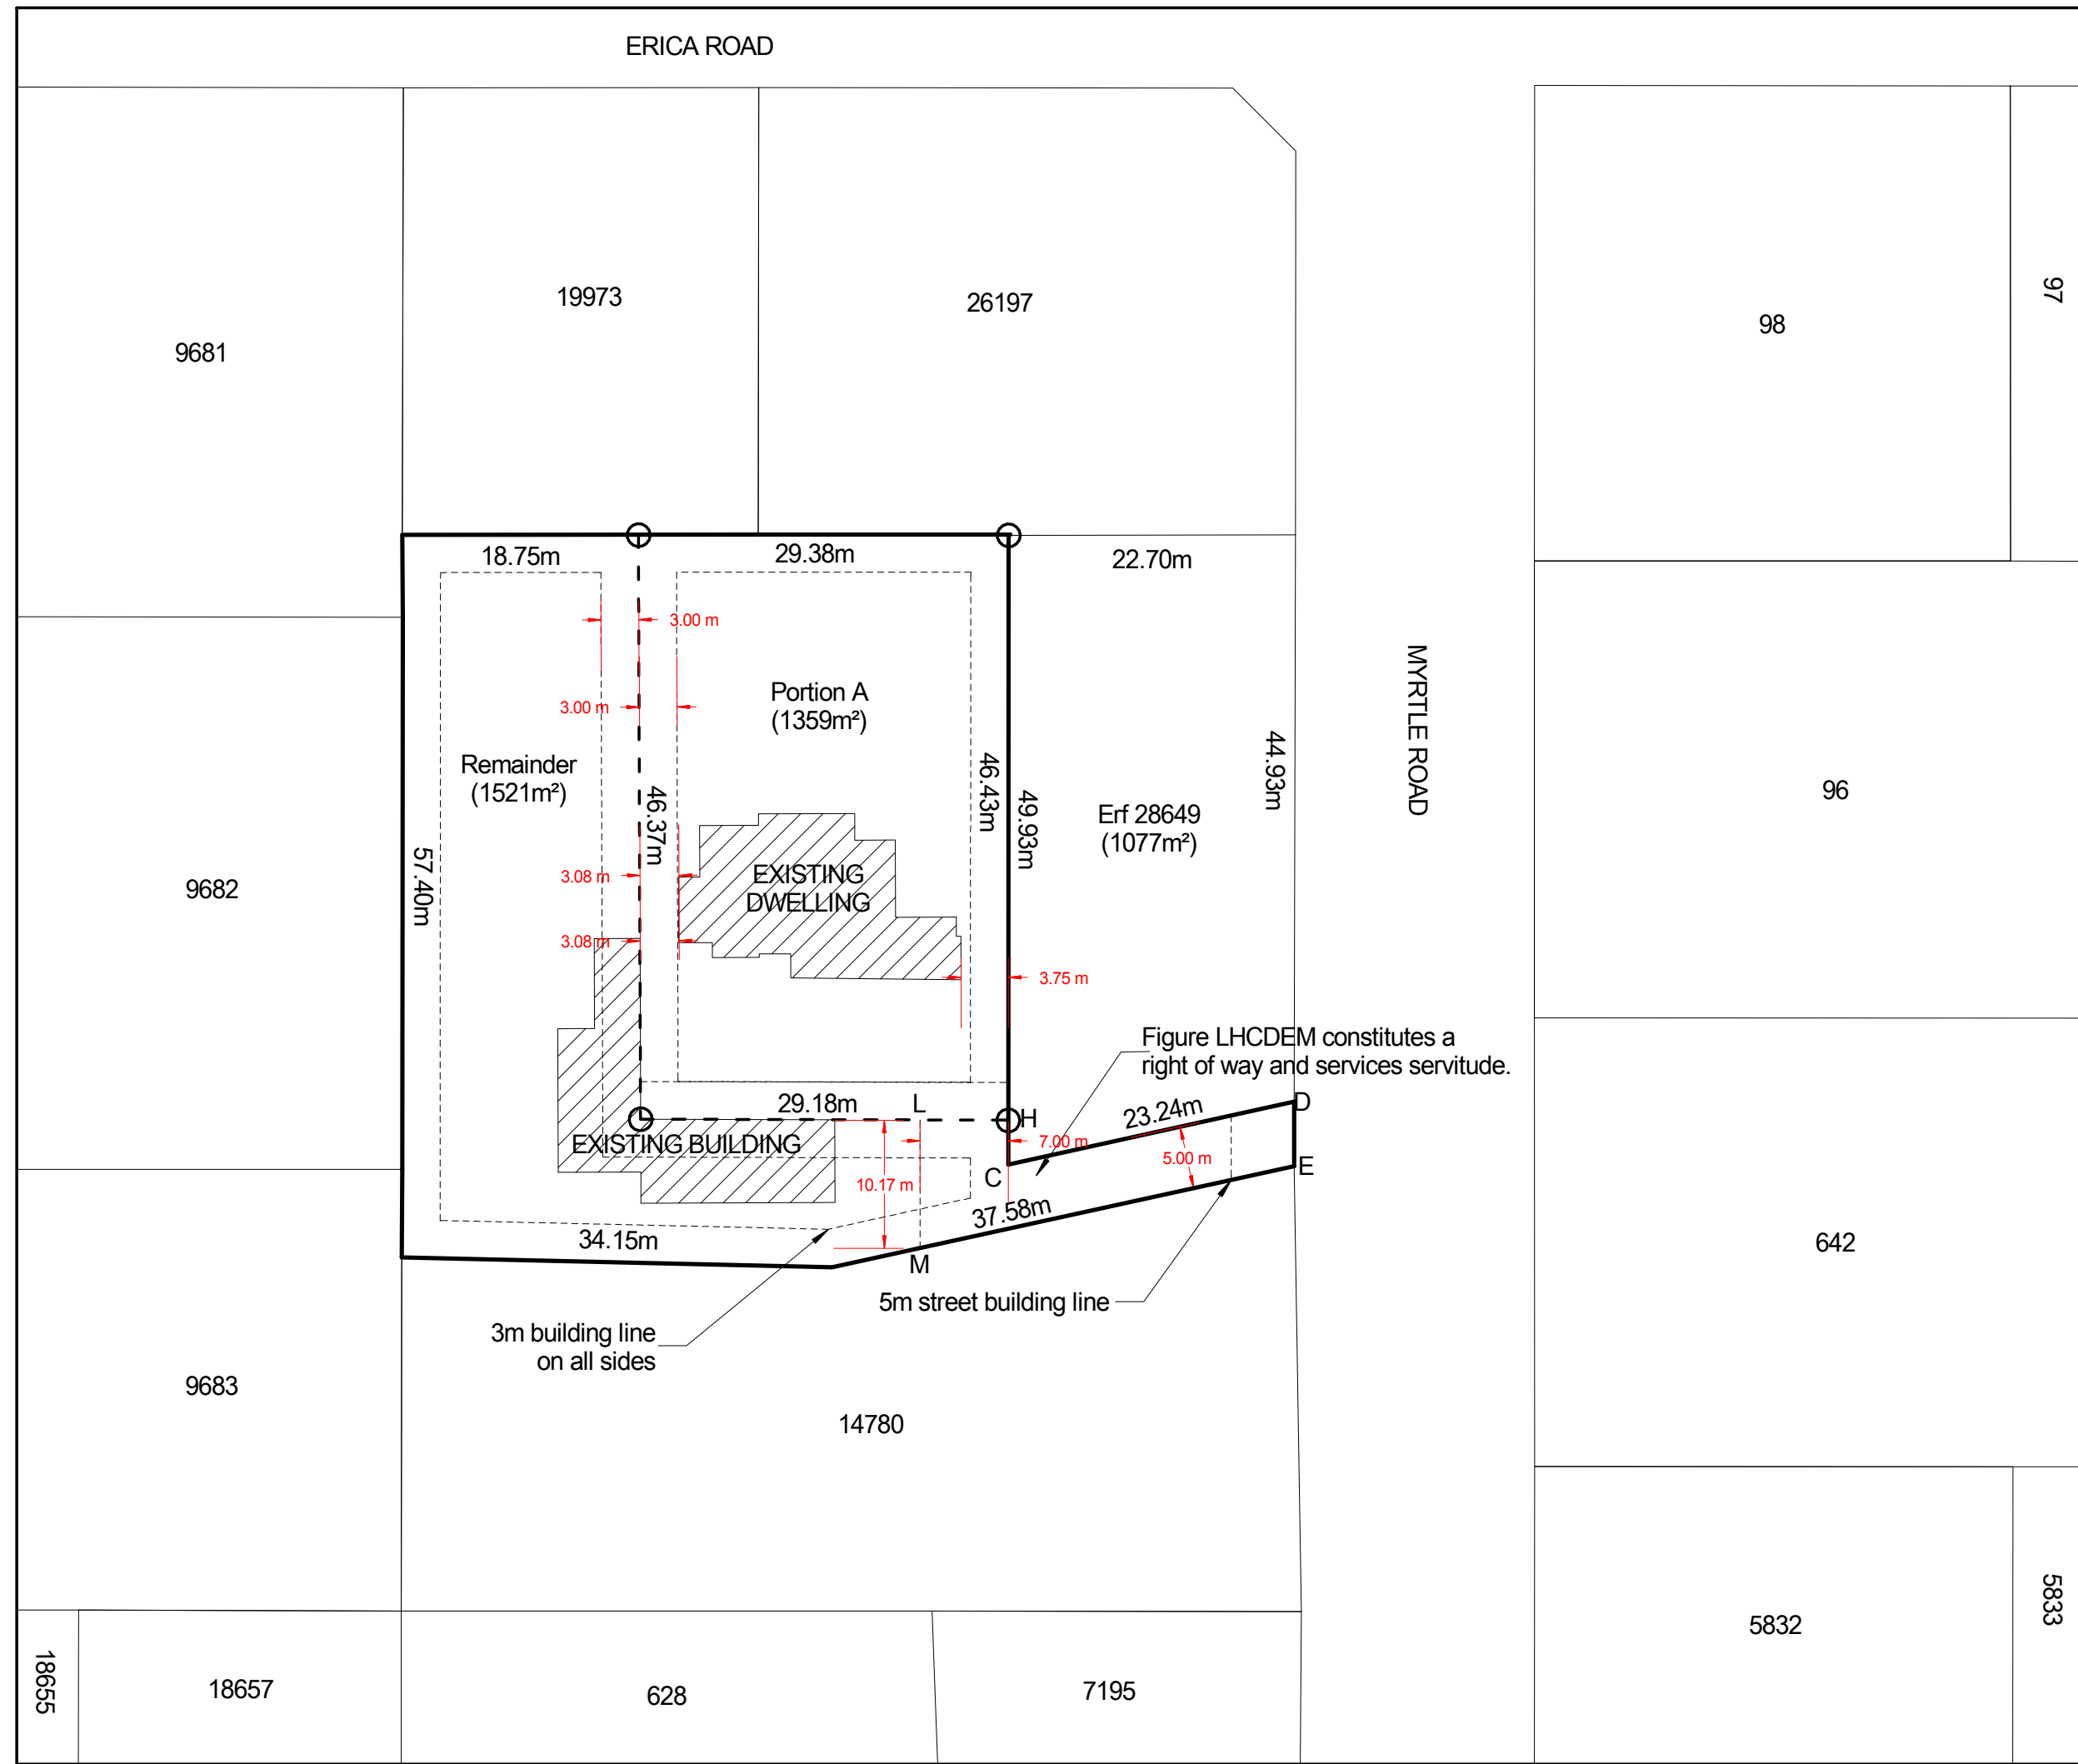 ERICA ROAD
19973
26197
9681
98
97
18.75m
29.38m
22.70m
3.00 m
3.00 m
Portion A
(1359m²)
Remainder
(1521m²)
46.37m
46.43m
49.93m
44.93m
MYRTLE ROAD
Erf 28649
(1077m²)
96
57.40m
9682
EXISTING
DWELLING
3.08 m
3.08 m
3.75 m
Figure LHCDEM constitutes a
right of way and services servitude.
29.18m
L
H
23.24m
D
EXISTING BUILDING
7.00 m
5.00 m
E
C
10.17 m
37.58m
34.15m
M
642
5m street building line
3m building line
on all sides
9683
14780
5832
5833
18655
18657
628
7195